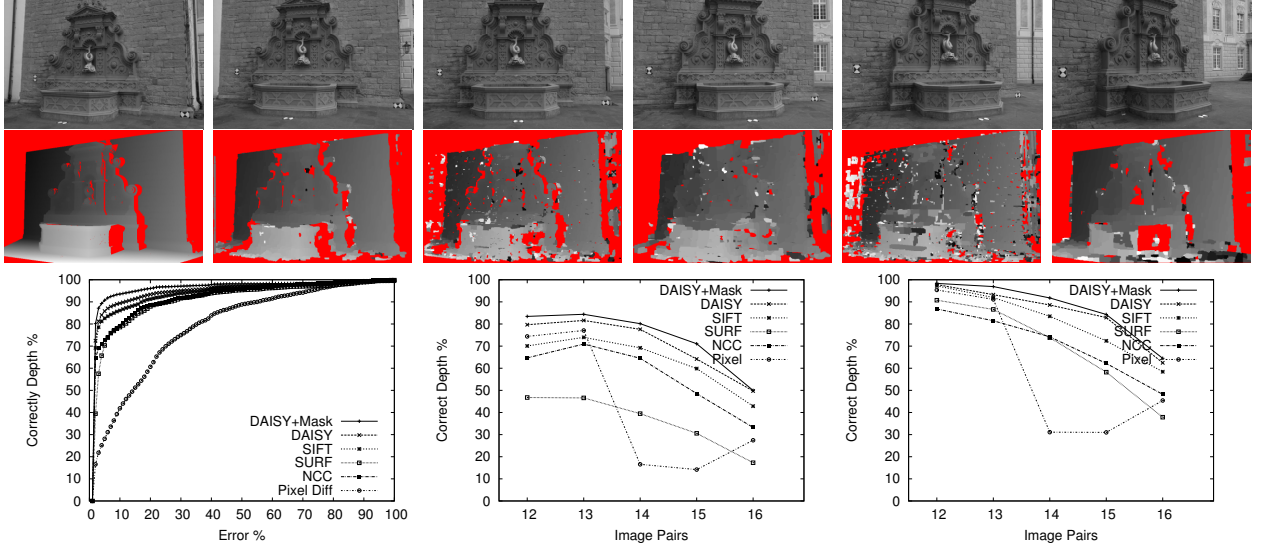 100
90
80
70
60
50
40
30
20
10
0
Correctly Depth %
DAISY+Mask
DAISY
SIFT
SURF
NCC
Pixel Diff
0 10 20 30 40 50 60 70 80 90 100
Error %
100
90
80
70
60
50
40
30
20
10
0
Correct Depth %
DAISY+Mask
DAISY
SIFT
SURF
NCC
Pixel
12 13 14 15 16
Image Pairs
100
90
80
70
60
50
40
30
20
10
0
Correct Depth %
DAISY+Mask
DAISY
SIFT
SURF
NCC
Pixel
12 13 14 15 16
Image Pairs